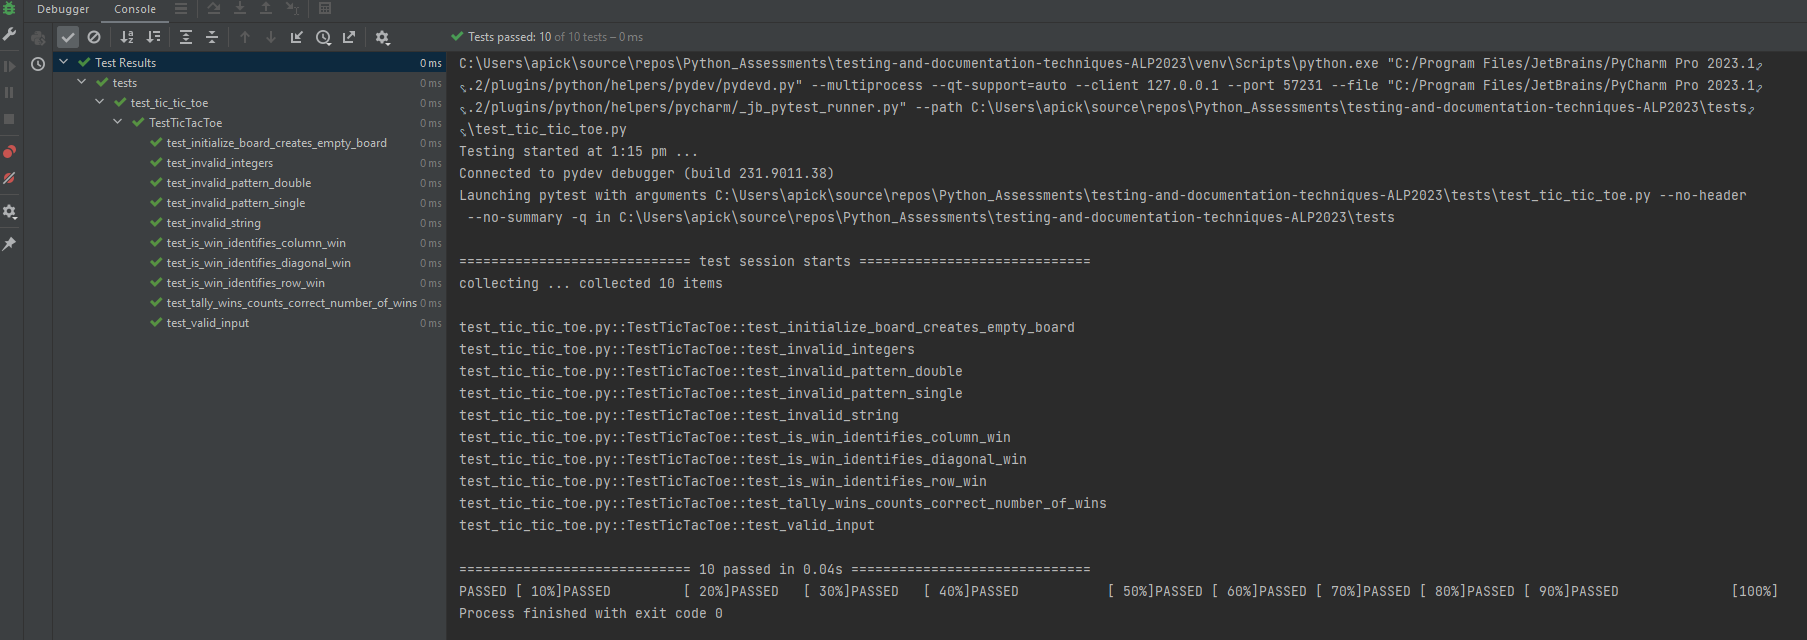 Debugger Console
Tests passed: 10 of 10 tests – 0 ms
Test Results 0 ms
tests 0 ms
test_tic_tic_toe 0 ms
TestTicTacToe 0 ms
test_initialize_board_creates_empty_board 0 ms
test_invalid_integers 0 ms
test_invalid_pattern_double 0 ms
test_invalid_pattern_single 0 ms
test_invalid_string 0 ms
test_is_win_identifies_column_win 0 ms
test_is_win_identifies_diagonal_win 0 ms
test_is_win_identifies_row_win 0 ms
test_tally_wins_counts_correct_number_of_wins 0 ms
test_valid_input 0 ms
C:\Users\apick\source\repos\Python_Assessments\testing-and-documentation-techniques-ALP2023\venv\Scripts\python.exe "C:/Program Files/JetBrains/PyCharm Pro 2023.1
.2/plugins/python/helpers/pydev/pydevd.py" --multiprocess --qt-support=auto --client 127.0.0.1 --port 57231 --file "C:/Program Files/JetBrains/PyCharm Pro 2023.1
.2/plugins/python/helpers/pycharm/_jb_pytest_runner.py" --path C:\Users\apick\source\repos\Python_Assessments\testing-and-documentation-techniques-ALP2023\tests
\test_tic_tic_toe.py
Testing started at 1:15 pm ...
Connected to pydev debugger (build 231.9011.38)
Launching pytest with arguments C:\Users\apick\source\repos\Python_Assessments\testing-and-documentation-techniques-ALP2023\tests\test_tic_tic_toe.py --no-header
--no-summary -q in C:\Users\apick\source\repos\Python_Assessments\testing-and-documentation-techniques-ALP2023\tests
============================= test session starts =============================
collecting ... collected 10 items
test_tic_tic_toe.py::TestTicTacToe::test_initialize_board_creates_empty_board
test_tic_tic_toe.py::TestTicTacToe::test_invalid_integers
test_tic_tic_toe.py::TestTicTacToe::test_invalid_pattern_double
test_tic_tic_toe.py::TestTicTacToe::test_invalid_pattern_single
test_tic_tic_toe.py::TestTicTacToe::test_invalid_string
test_tic_tic_toe.py::TestTicTacToe::test_is_win_identifies_column_win
test_tic_tic_toe.py::TestTicTacToe::test_is_win_identifies_diagonal_win
test_tic_tic_toe.py::TestTicTacToe::test_is_win_identifies_row_win
test_tic_tic_toe.py::TestTicTacToe::test_tally_wins_counts_correct_number_of_wins
test_tic_tic_toe.py::TestTicTacToe::test_valid_input
============================= 10 passed in 0.04s ==============================
PASSED [ 10%]PASSED [ 20%]PASSED [ 30%]PASSED [ 40%]PASSED [ 50%]PASSED [ 60%]PASSED [ 70%]PASSED [ 80%]PASSED [ 90%]PASSED [100%]
Process finished with exit code 0